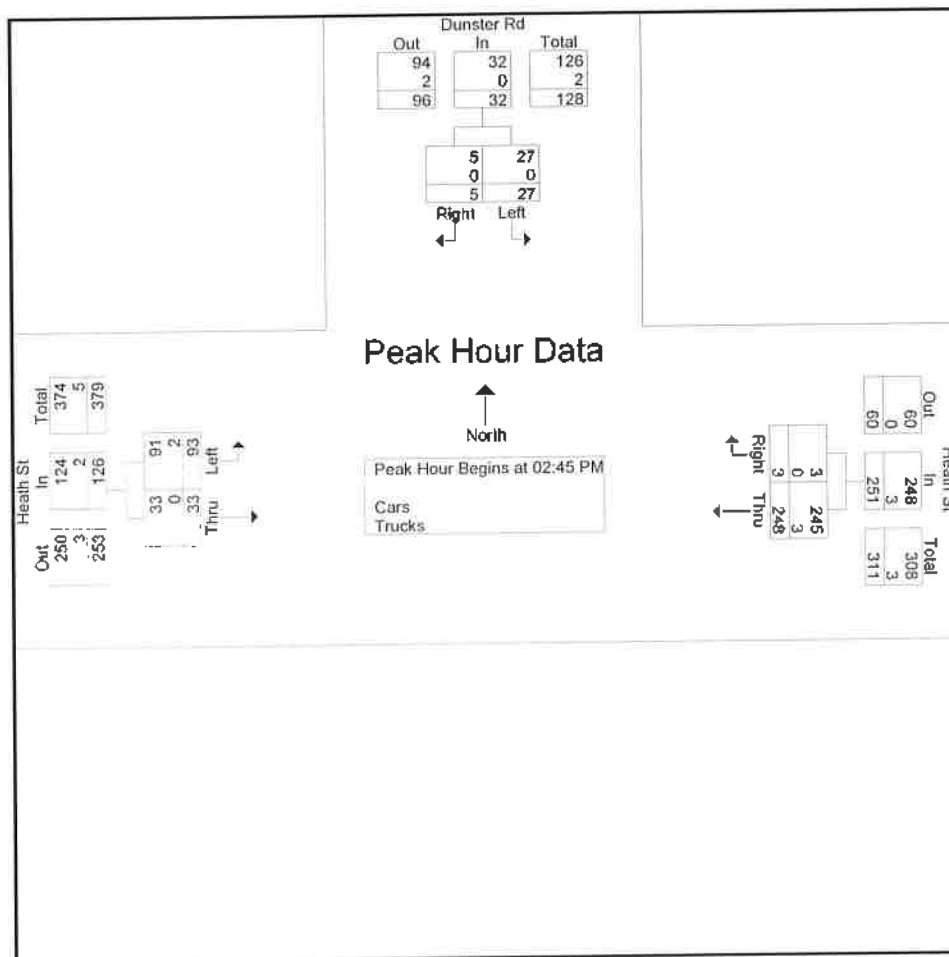 Dunster Rd
Out In Total
94 32 126
2 0 2
96 32 128
5 27
0 0
5 27
Right Left
Peak Hour Data
North
Peak Hour Begins at 02:45 PM
Cars
Trucks
Heath St
Total In Out
374 124 250
5 2 3
379 126 253
91 33
2 0
93 33
Left Thru
Heath St
Out In Total
60 248 308
0 3 3
60 251 311
3 245
0 3
3 248
Right Thru